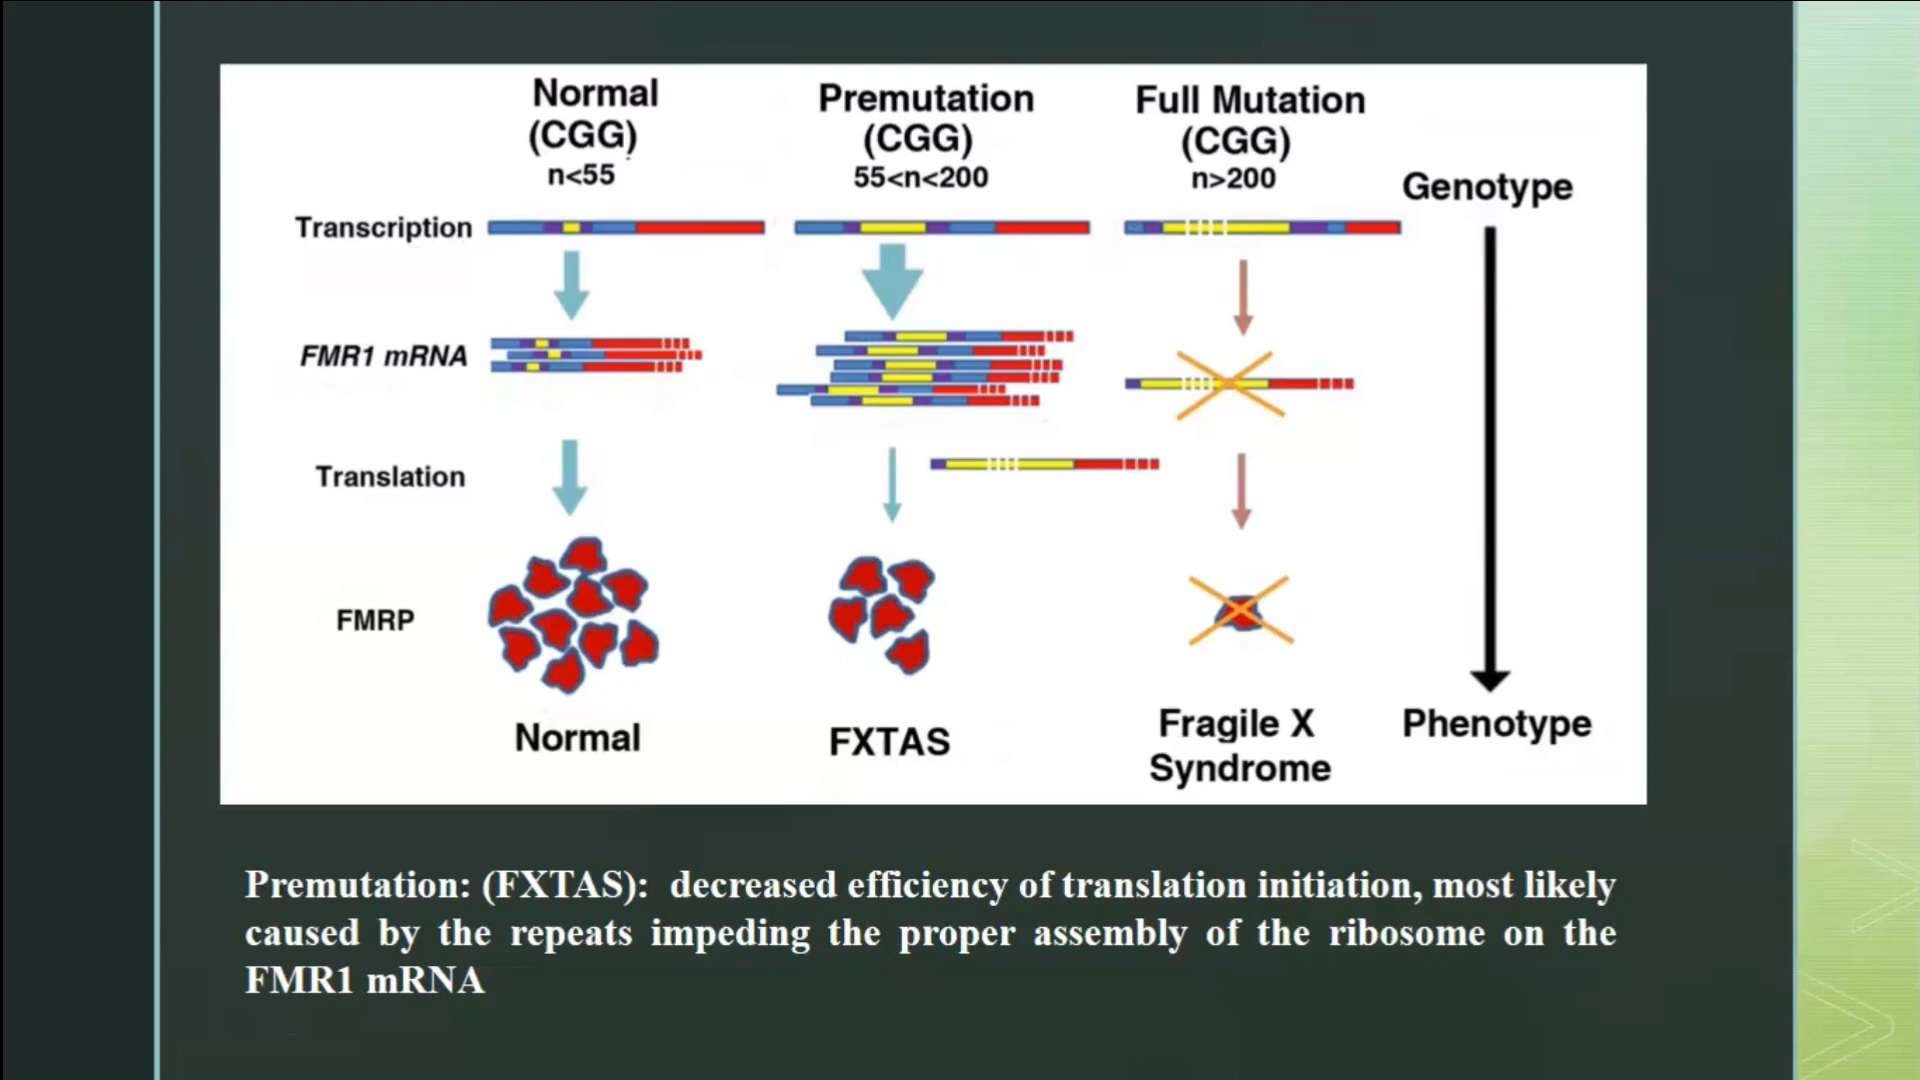 Normal
(CGG)
n<55
Premutation
(CGG)
55<n<200
Full Mutation
(CGG)
n>200
Genotype
Transcription
FMR1 mRNA
Translation
FMRP
Normal
FXTAS
Fragile X
Syndrome
Phenotype
Premutation: (FXTAS): decreased efficiency of translation initiation, most likely
caused by the repeats impeding the proper assembly of the ribosome on the
FMR1 mRNA